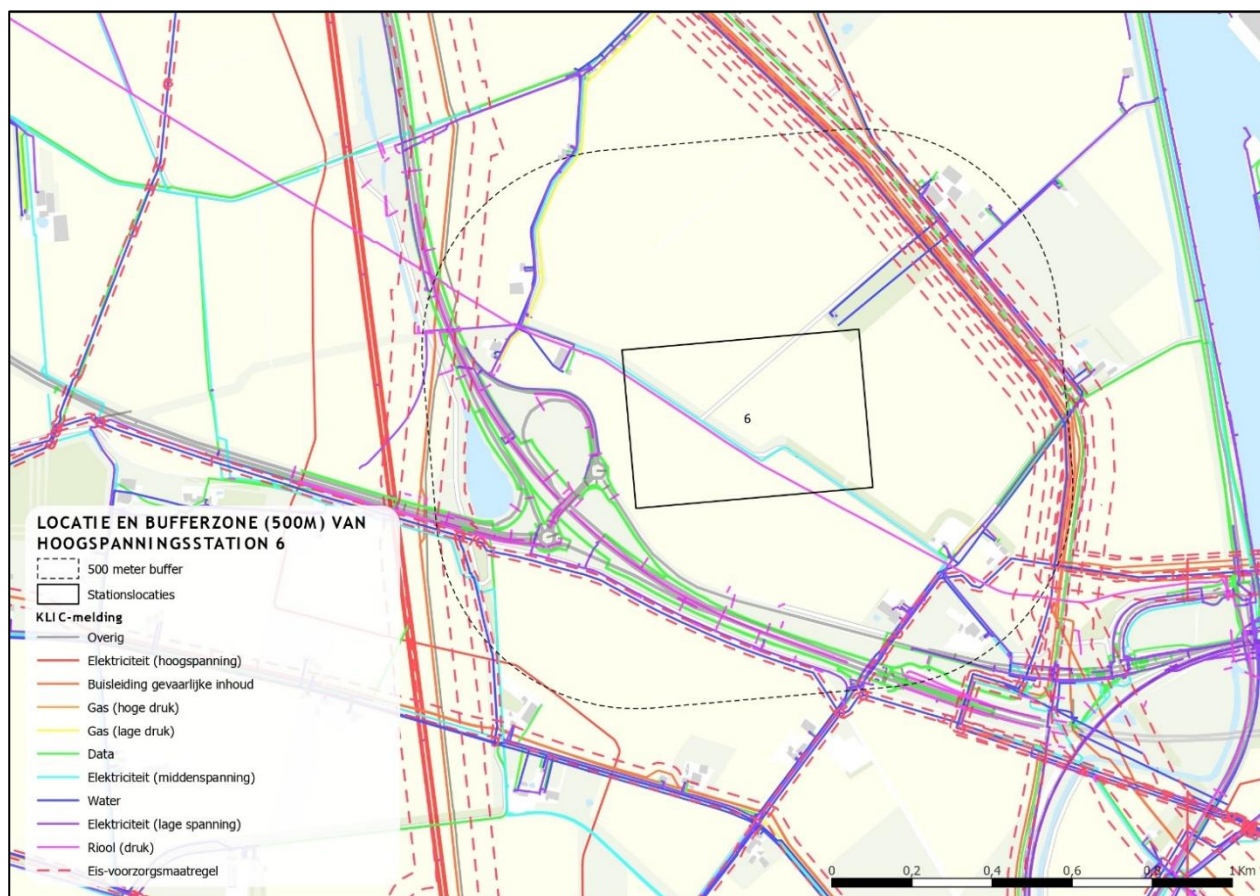 6
LOCATIE EN BUFFERZONE (500M) VAN
HOOGSPANNINGSSTATION 6
500 meter buffer
Stationslocaties
KLIC-melding
Overig
Elektriciteit (hoogspanning)
Buisleiding gevaarlijke inhoud
Gas (hoge druk)
Gas (lage druk)
Data
Elektriciteit (middenspanning)
Water
Elektriciteit (lage spanning)
Riool (druk)
Eis-voorzorgsmaatregel
0 0,2 0,4 0,6 0,8 1 Km